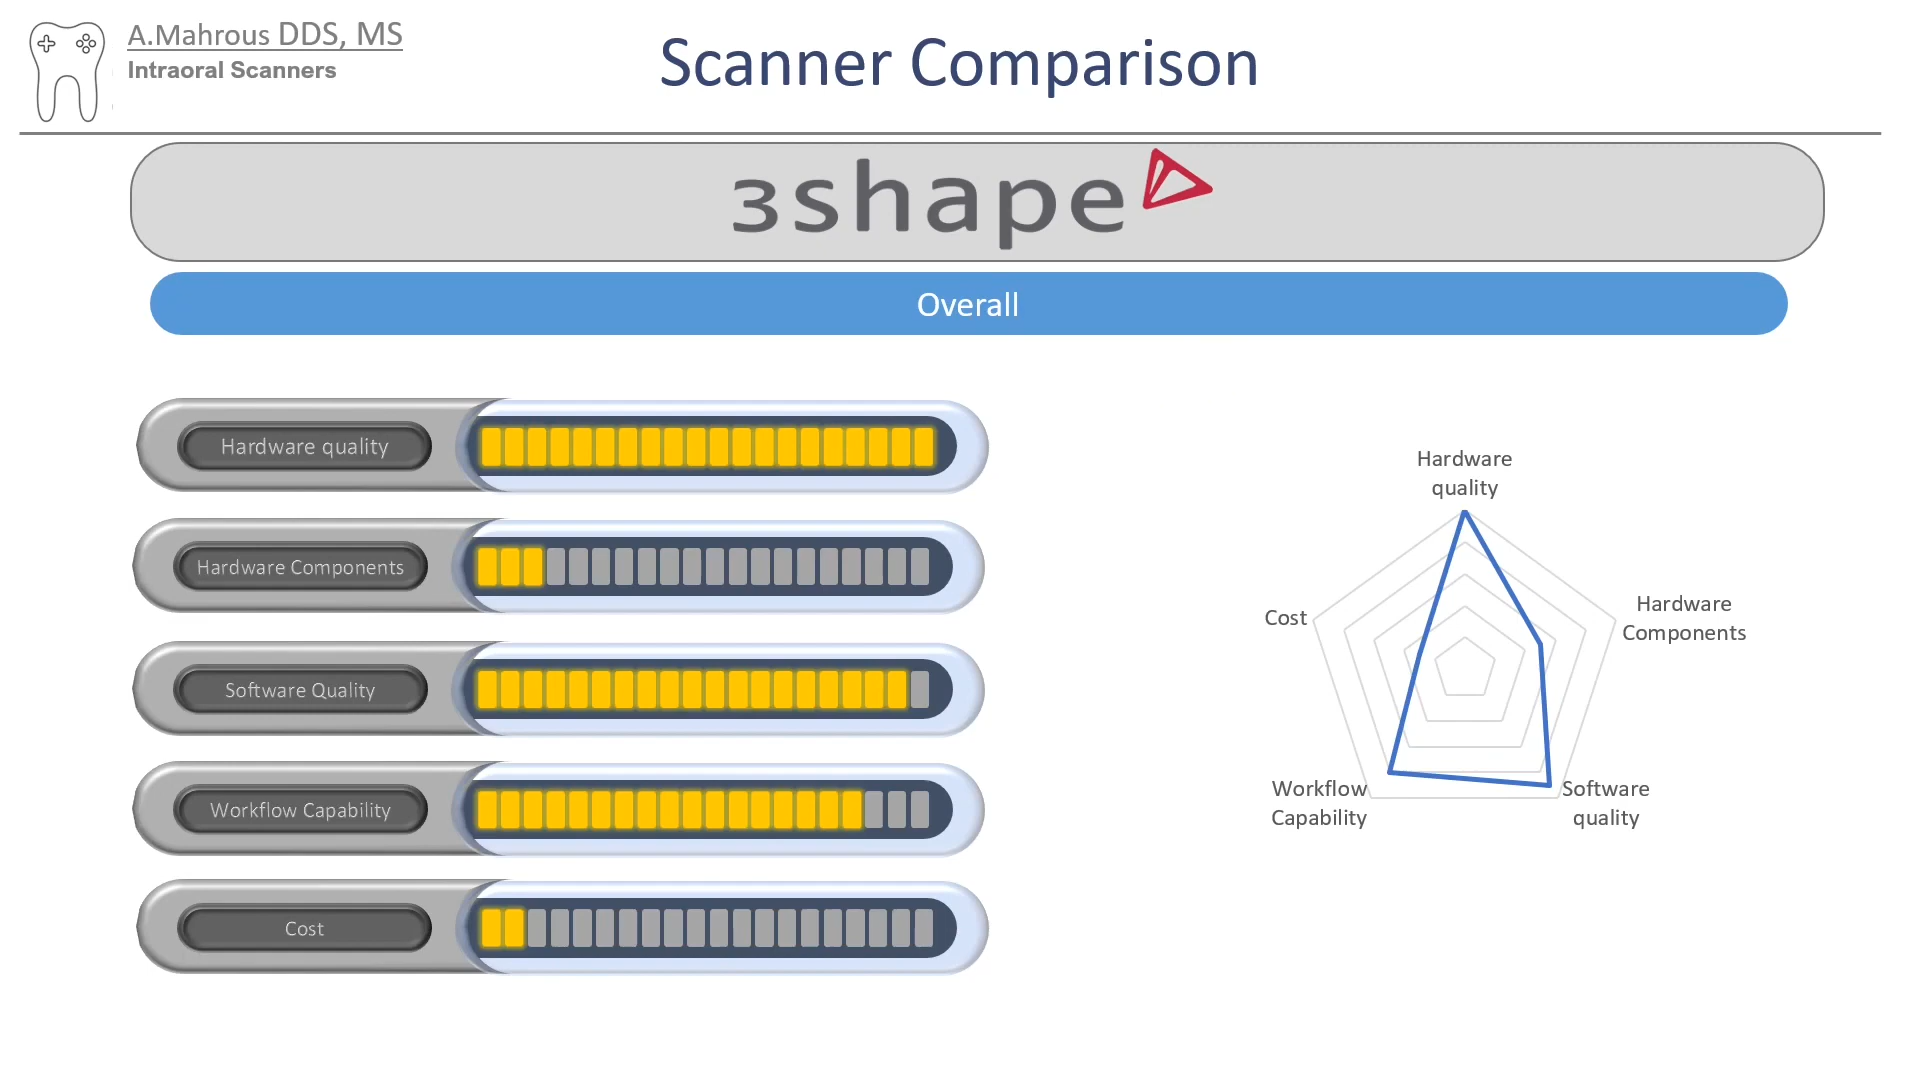 A.Mahrous DDS, MS
Intraoral Scanners
Scanner Comparison
3shape
Overall
Hardware quality
Hardware Components
Software Quality
Workflow Capability
Cost
Hardware
quality
Hardware
Components
Cost
Workflow
Capability
Software
quality